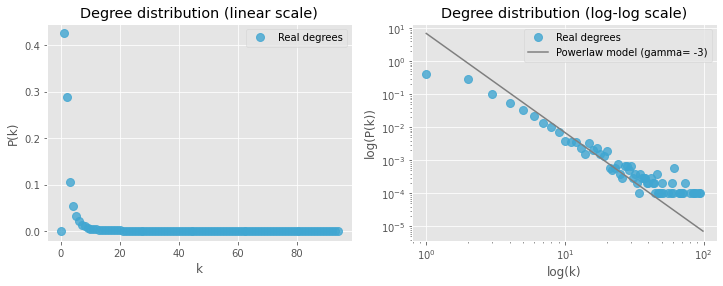 Degree distribution (linear scale)
Real degrees
P(k)
0.4
0.3
0.2
0.1
0.0
0
20
40
60
80
k
Degree distribution (log-log scale)
Real degrees
Powerlaw model (gamma= -3)
log(P(k))
10^1
10^0
10^-1
10^-2
10^-3
10^-4
10^-5
10^0
10^1
10^2
log(k)